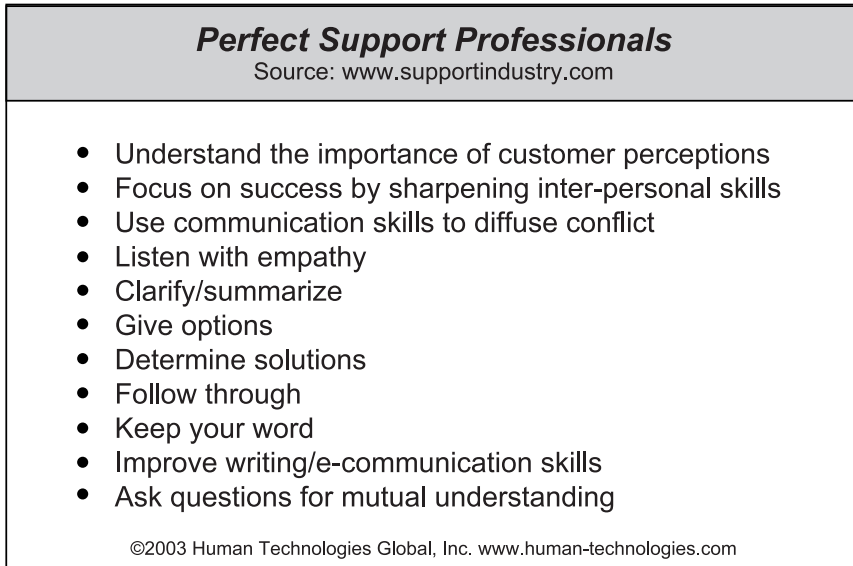 Perfect Support Professionals
Source: www.supportindustry.com
• Understand the importance of customer perceptions
• Focus on success by sharpening inter-personal skills
• Use communication skills to diffuse conflict
• Listen with empathy
• Clarify/summarize
• Give options
• Determine solutions
• Follow through
• Keep your word
• Improve writing/e-communication skills
• Ask questions for mutual understanding
©2003 Human Technologies Global, Inc. www.human-technologies.com